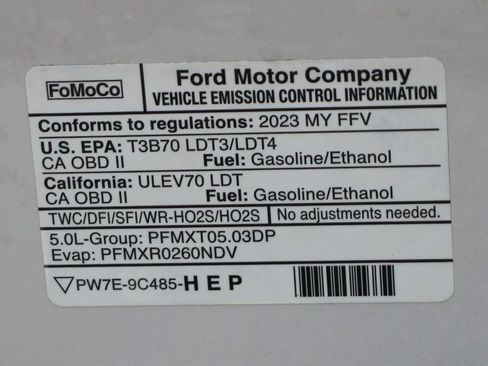 FoMoCo
Ford Motor Company
VEHICLE EMISSION CONTROL INFORMATION
Conforms to regulations: 2023 MY FFV
U.S. EPA: T3B70 LDT3/LDT4
CA OBD II Fuel: Gasoline/Ethanol
California: ULEV70 LDT
CA OBD II Fuel: Gasoline/Ethanol
TWC/DFI/SFI/WR-HO2S/HO2S No adjustments needed.
5.0L-Group: PFMXT05.03DP
Evap: PFMXR0260NDV
PW7E-9C485-HEP